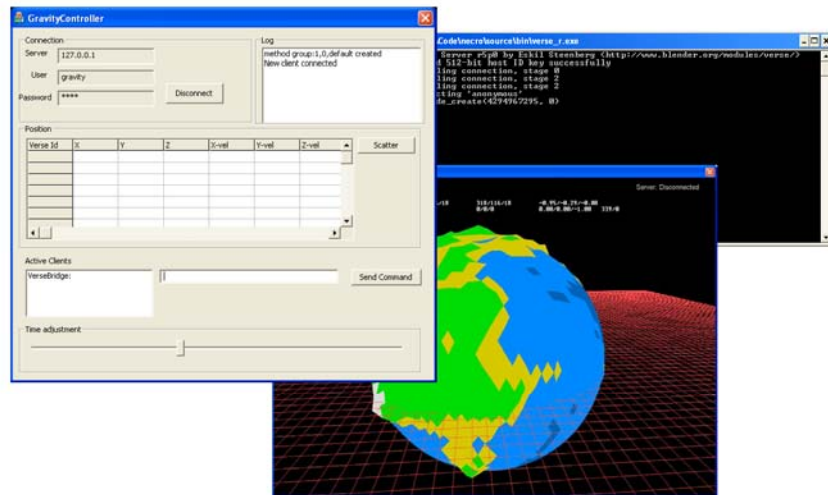 GravityController
Connection
Server 127.0.0.1
User gravity
Password ****
Disconnect
Log
method group:1,0,default created
New client connected
Position
Verse Id X Y Z X-vel Y-vel Z-vel
Scatter
Active Clients
VerseBridge:
Send Command
Time adjustment
\Code\necro\source\bin\verse_r.exe
Server r5p0 by Eskil Steenberg (http://www.blender.org/modules/verse/)
512-bit host ID key successfully
ling connection, stage 0
ling connection, stage 2
ling connection, stage 2
ting 'anonymous'
de_create(4294967295, 0)
Server: Disconnected